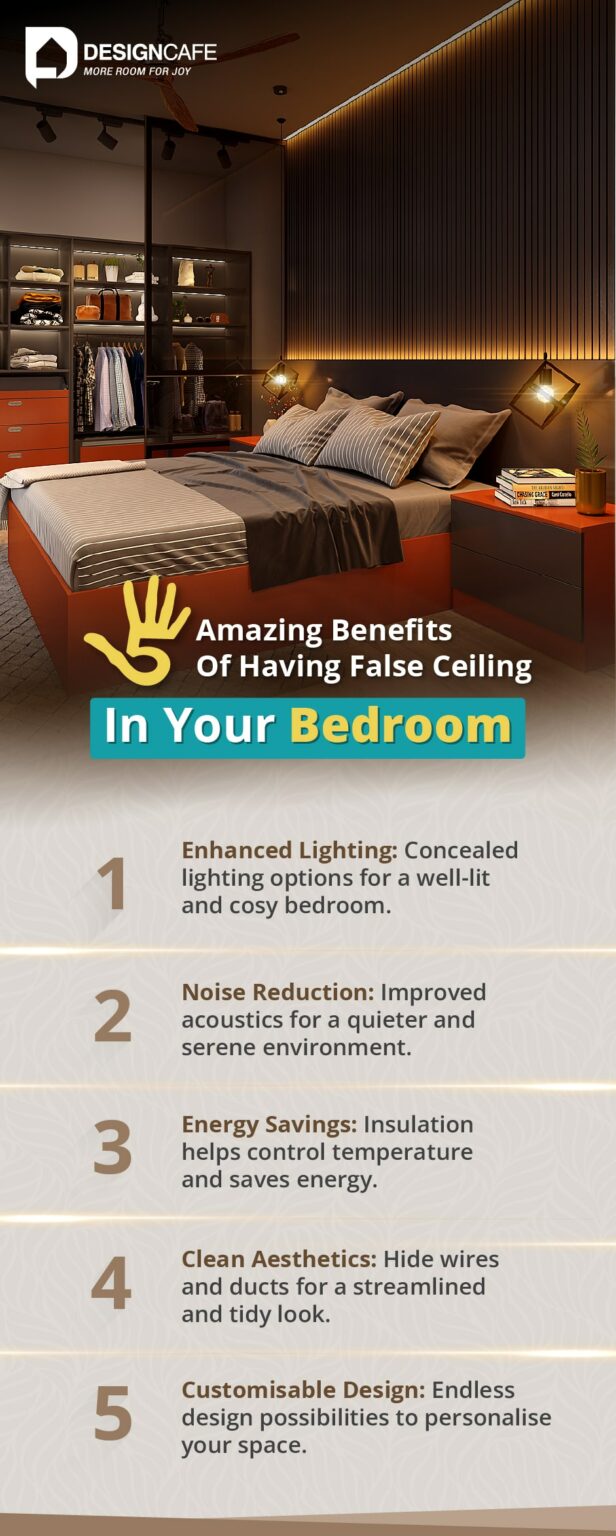 DESIGNCAFE
MORE ROOM FOR JOY
CHASING GRACE
5
Amazing Benefits
Of Having False Ceiling
In Your Bedroom
1
Enhanced Lighting: Concealed
lighting options for a well-lit
and cosy bedroom.
2
Noise Reduction: Improved
acoustics for a quieter and
serene environment.
3
Energy Savings: Insulation
helps control temperature
and saves energy.
4
Clean Aesthetics: Hide wires
and ducts for a streamlined
and tidy look.
5
Customisable Design: Endless
design possibilities to personalise
your space.